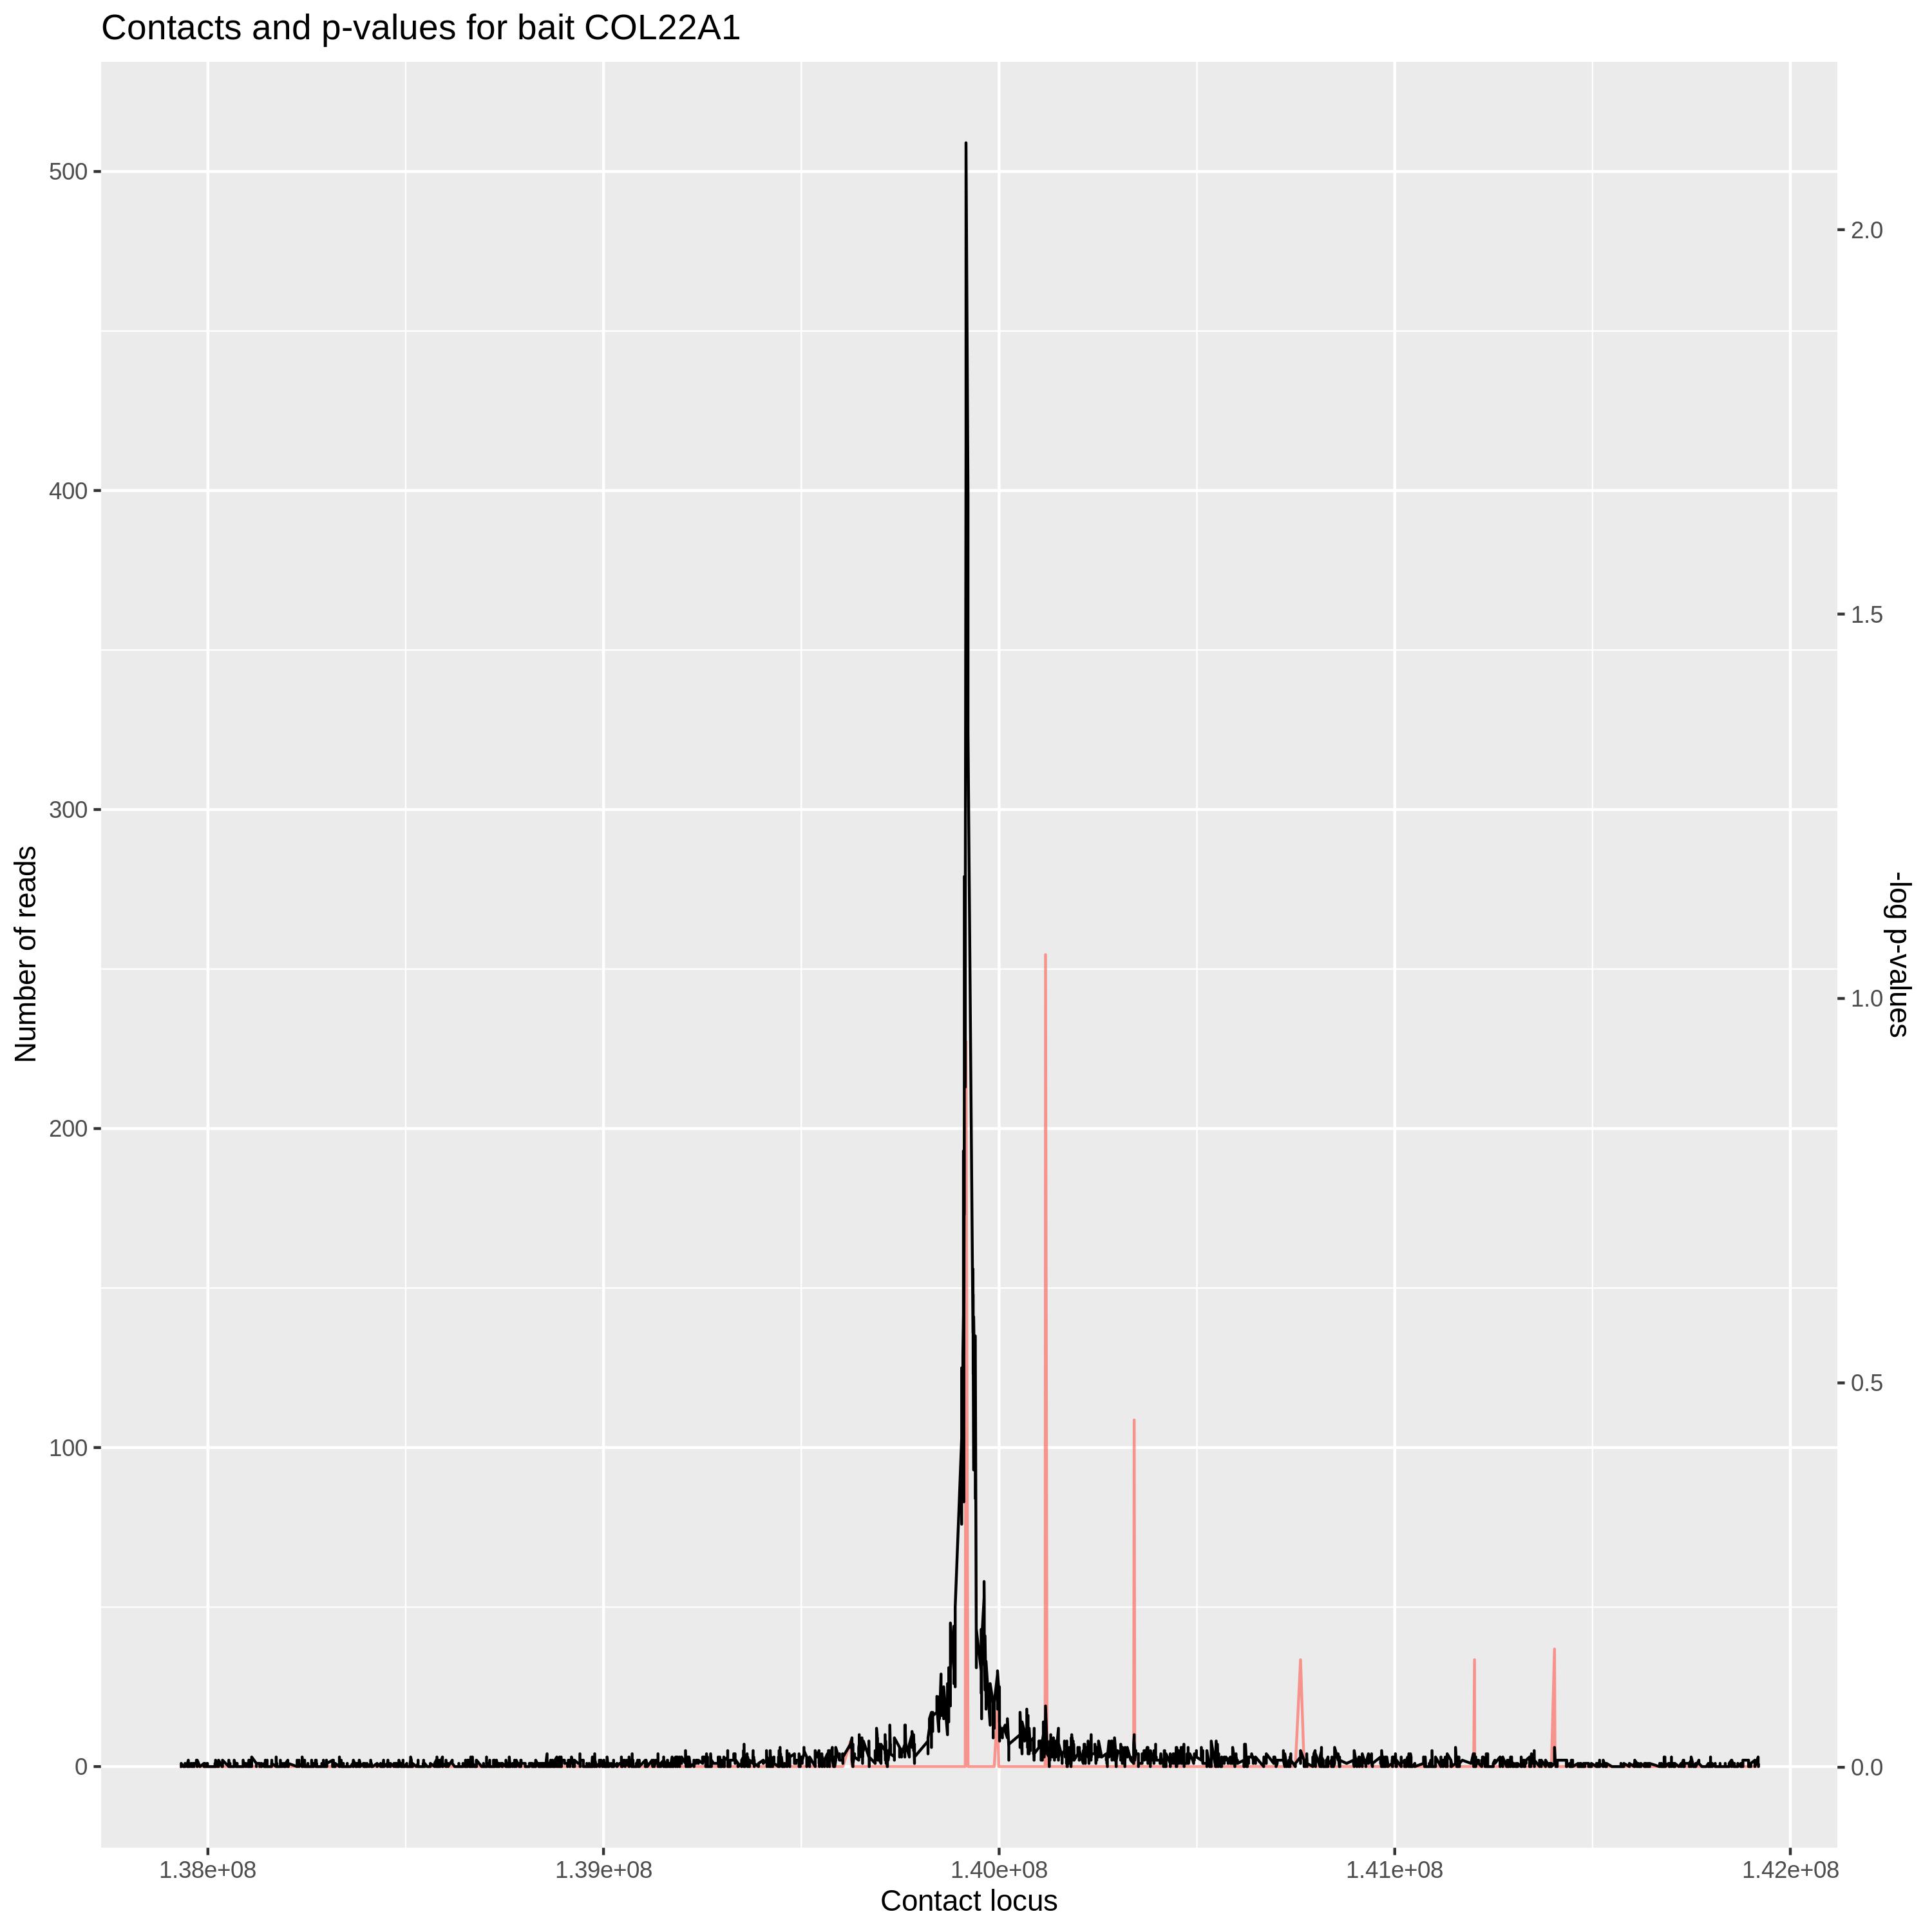 Contacts and p-values for bait COL22A1
500
400
300
200
100
0
Number of reads
2.0
1.5
1.0
0.5
0.0
-log p-values
1.38e+08
1.39e+08
1.40e+08
1.41e+08
1.42e+08
Contact locus